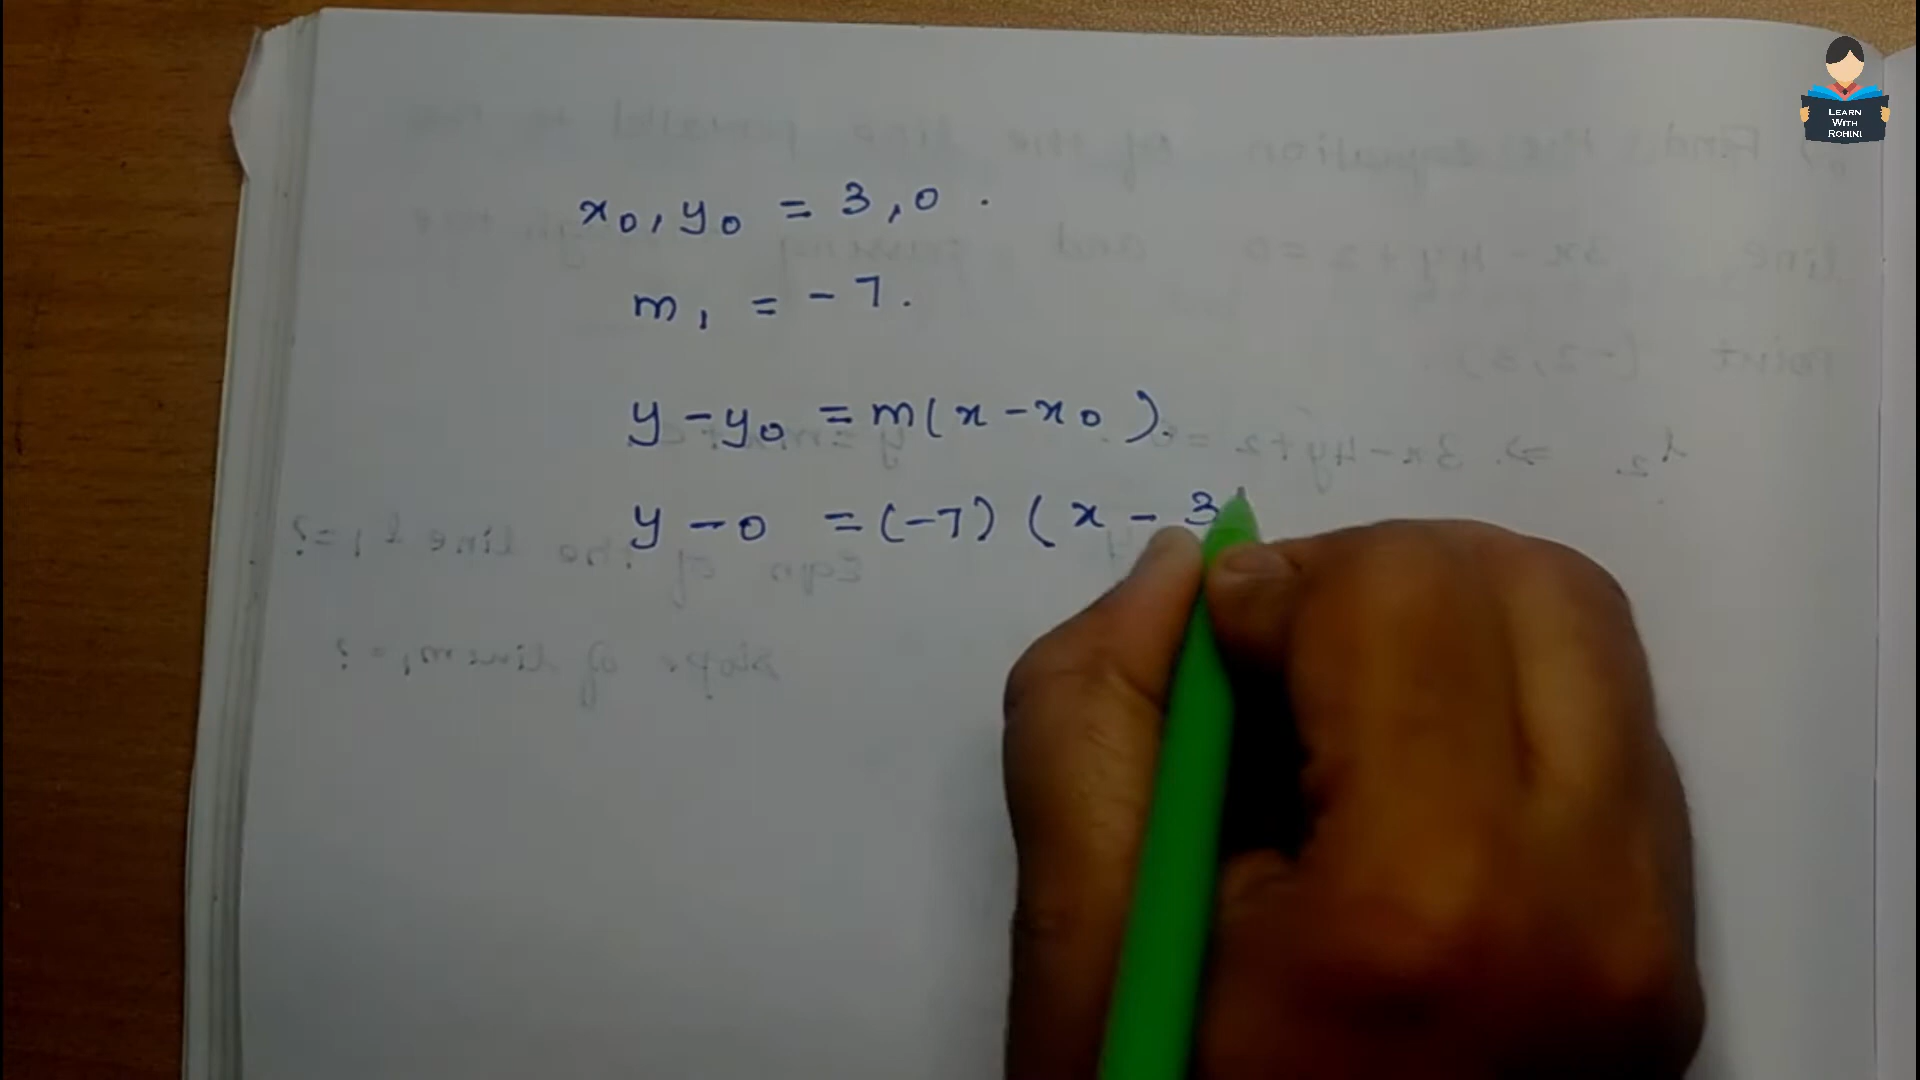 LEARN
WITH
ROHINI
x₀, y₀ = 3, 0 .
m₁ = -7.
y - y₀ = m(x - x₀).
y - 0 = (-7) (x - 3